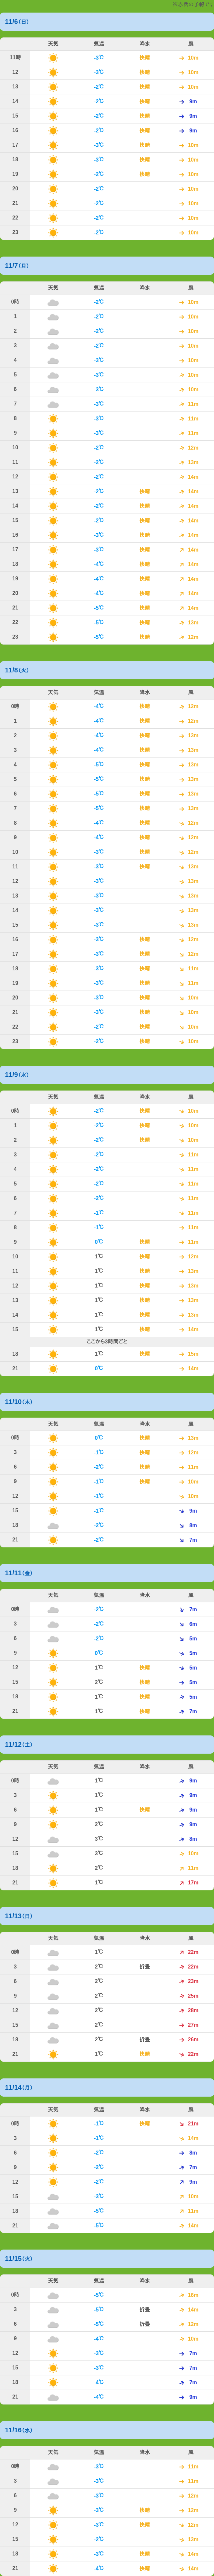 11/6(日)
天気 気温 降水 風
11時 -3℃ 快晴 10m
12 -3℃ 快晴 10m
13 -2℃ 快晴 10m
14 -2℃ 快晴 9m
15 -2℃ 快晴 9m
16 -2℃ 快晴 9m
17 -3℃ 快晴 10m
18 -3℃ 快晴 10m
19 -2℃ 快晴 10m
20 -2℃ 10m
21 -2℃ 10m
22 -2℃ 10m
23 -2℃ 10m
11/7(月)
天気 気温 降水 風
0時 -2℃ 10m
1 -2℃ 10m
2 -2℃ 10m
3 -2℃ 10m
4 -3℃ 10m
5 -3℃ 10m
6 -3℃ 10m
7 -3℃ 11m
8 -3℃ 11m
9 -3℃ 11m
10 -2℃ 12m
11 -2℃ 13m
12 -2℃ 14m
13 -2℃ 快晴 14m
14 -2℃ 快晴 14m
15 -2℃ 快晴 14m
16 -3℃ 快晴 14m
17 -3℃ 快晴 14m
18 -4℃ 快晴 14m
19 -4℃ 快晴 14m
20 -4℃ 快晴 14m
21 -5℃ 快晴 14m
22 -5℃ 快晴 13m
23 -5℃ 快晴 12m
11/8(火)
天気 気温 降水 風
0時 -4℃ 快晴 12m
1 -4℃ 快晴 12m
2 -4℃ 快晴 13m
3 -4℃ 快晴 13m
4 -5℃ 快晴 13m
5 -5℃ 快晴 13m
6 -5℃ 快晴 13m
7 -5℃ 快晴 13m
8 -4℃ 快晴 12m
9 -4℃ 快晴 12m
10 -3℃ 快晴 12m
11 -3℃ 快晴 13m
12 -3℃ 13m
13 -3℃ 13m
14 -3℃ 13m
15 -3℃ 13m
16 -3℃ 快晴 12m
17 -3℃ 快晴 12m
18 -3℃ 快晴 11m
19 -3℃ 快晴 11m
20 -3℃ 快晴 10m
21 -3℃ 快晴 10m
22 -2℃ 快晴 10m
23 -2℃ 快晴 10m
11/9(水)
天気 気温 降水 風
0時 -2℃ 快晴 10m
1 -2℃ 快晴 10m
2 -2℃ 快晴 10m
3 -2℃ 11m
4 -2℃ 11m
5 -2℃ 11m
6 -2℃ 11m
7 -1℃ 11m
8 -1℃ 11m
9 0℃ 快晴 11m
10 1℃ 快晴 12m
11 1℃ 快晴 13m
12 1℃ 快晴 13m
13 1℃ 快晴 13m
14 1℃ 快晴 13m
15 1℃ 快晴 14m
ここから3時間ごと
18 1℃ 快晴 15m
21 0℃ 14m
11/10(木)
天気 気温 降水 風
0時 0℃ 快晴 13m
3 -1℃ 快晴 12m
6 -2℃ 快晴 11m
9 -1℃ 快晴 10m
12 -1℃ 10m
15 -1℃ 9m
18 -2℃ 8m
21 -2℃ 7m
11/11(金)
天気 気温 降水 風
0時 -2℃ 7m
3 -2℃ 6m
6 -2℃ 5m
9 0℃ 5m
12 1℃ 快晴 5m
15 2℃ 快晴 5m
18 1℃ 快晴 5m
21 1℃ 快晴 7m
11/12(土)
天気 気温 降水 風
0時 1℃ 9m
3 1℃ 9m
6 1℃ 快晴 9m
9 2℃ 9m
12 3℃ 8m
15 3℃ 10m
18 2℃ 11m
21 1℃ 17m
11/13(日)
天気 気温 降水 風
0時 1℃ 22m
3 2℃ 折畳 22m
6 2℃ 23m
9 2℃ 25m
12 2℃ 28m
15 2℃ 27m
18 2℃ 折畳 26m
21 1℃ 快晴 22m
11/14(月)
天気 気温 降水 風
0時 -1℃ 快晴 21m
3 -1℃ 14m
6 -2℃ 8m
9 -2℃ 7m
12 -2℃ 9m
15 -3℃ 10m
18 -5℃ 11m
21 -5℃ 14m
11/15(火)
天気 気温 降水 風
0時 -5℃ 16m
3 -5℃ 折畳 14m
6 -5℃ 折畳 12m
9 -4℃ 10m
12 -3℃ 7m
15 -3℃ 7m
18 -4℃ 7m
21 -4℃ 9m
11/16(水)
天気 気温 降水 風
0時 -3℃ 11m
3 -3℃ 11m
6 -3℃ 12m
9 -3℃ 快晴 12m
12 -3℃ 快晴 12m
15 -2℃ 13m
18 -3℃ 快晴 14m
21 -4℃ 快晴 14m